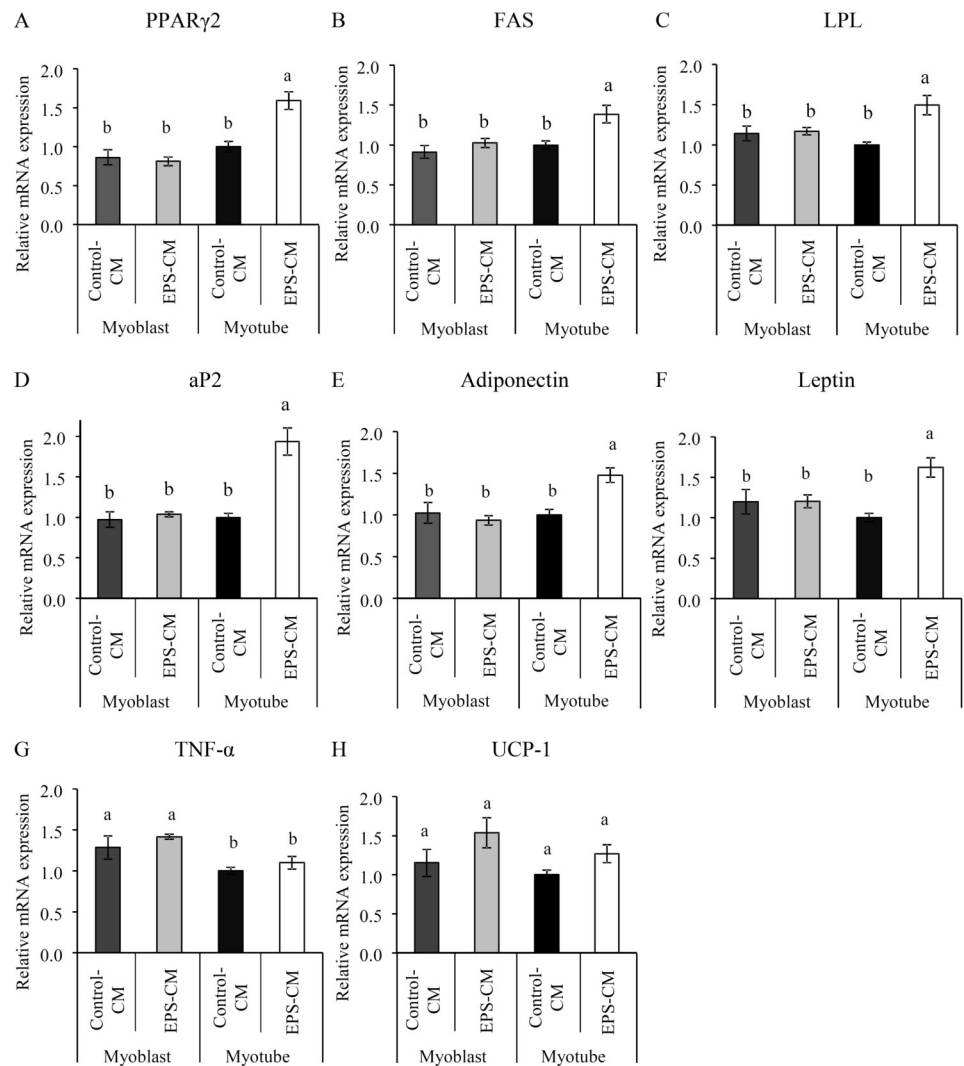 A PPARγ2
Relative mRNA expression
a
b b b
2.0
1.5
1.0
0.5
0.0
Control-
CM
EPS-CM
Control-
CM
EPS-CM
Myoblast Myotube
B FAS
Relative mRNA expression
a
b b b
2.0
1.5
1.0
0.5
0.0
Control-
CM
EPS-CM
Control-
CM
EPS-CM
Myoblast Myotube
C LPL
Relative mRNA expression
a
b b b
2.0
1.5
1.0
0.5
0.0
Control-
CM
EPS-CM
Control-
CM
EPS-CM
Myoblast Myotube
D aP2
Relative mRNA expression
a
b b b
2.0
1.5
1.0
0.5
0.0
Control-
CM
EPS-CM
Control-
CM
EPS-CM
Myoblast Myotube
E Adiponectin
Relative mRNA expression
a
b b b
2.0
1.5
1.0
0.5
0.0
Control-
CM
EPS-CM
Control-
CM
EPS-CM
Myoblast Myotube
F Leptin
Relative mRNA expression
a
b b b
2.0
1.5
1.0
0.5
0.0
Control-
CM
EPS-CM
Control-
CM
EPS-CM
Myoblast Myotube
G TNF-α
Relative mRNA expression
a a b b
2.0
1.5
1.0
0.5
0.0
Control-
CM
EPS-CM
Control-
CM
EPS-CM
Myoblast Myotube
H UCP-1
Relative mRNA expression
a a a a
2.0
1.5
1.0
0.5
0.0
Control-
CM
EPS-CM
Control-
CM
EPS-CM
Myoblast Myotube